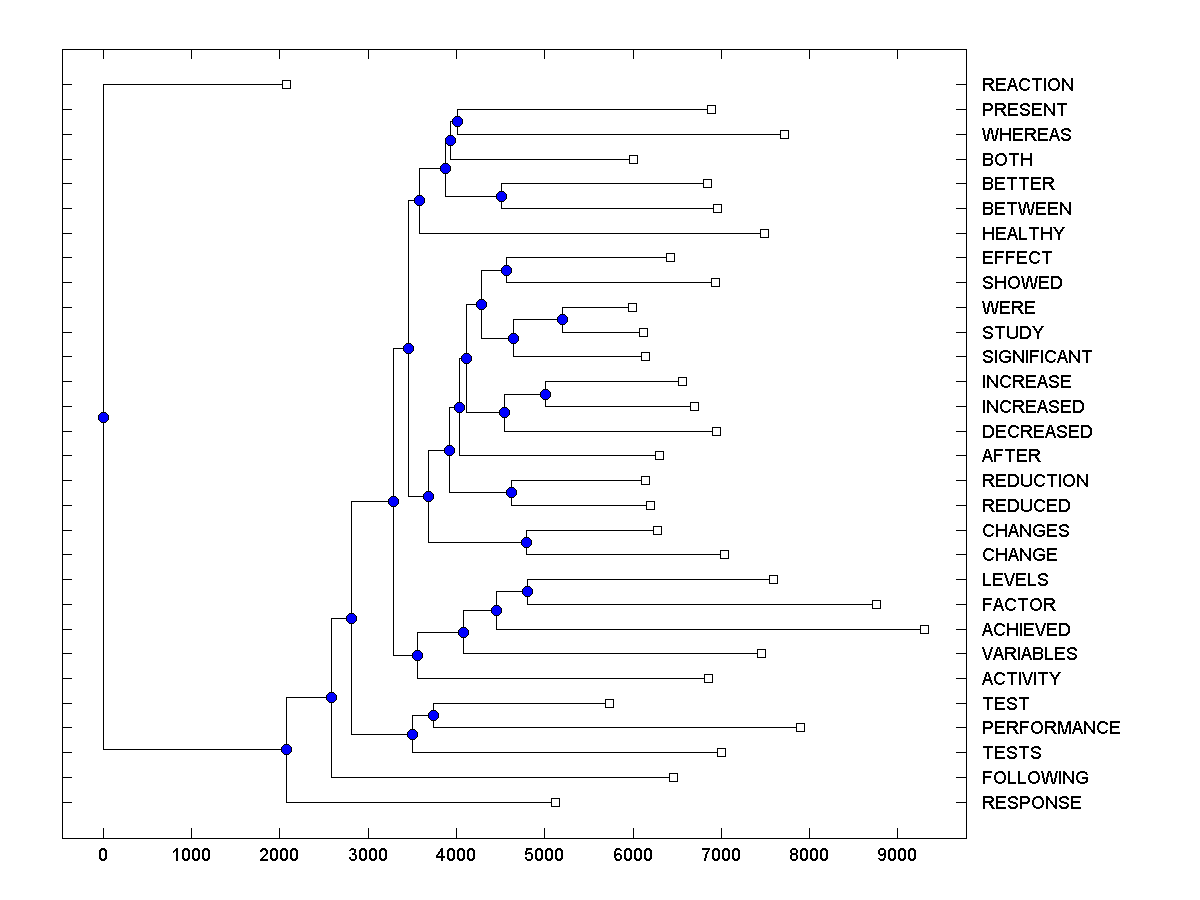 REACTION
PRESENT
WHEREAS
BOTH
BETTER
BETWEEN
HEALTHY
EFFECT
SHOWED
WERE
STUDY
SIGNIFICANT
INCREASE
INCREASED
DECREASED
AFTER
REDUCTION
REDUCED
CHANGES
CHANGE
LEVELS
FACTOR
ACHIEVED
VARIABLES
ACTIVITY
TEST
PERFORMANCE
TESTS
FOLLOWING
RESPONSE
0 1000 2000 3000 4000 5000 6000 7000 8000 9000